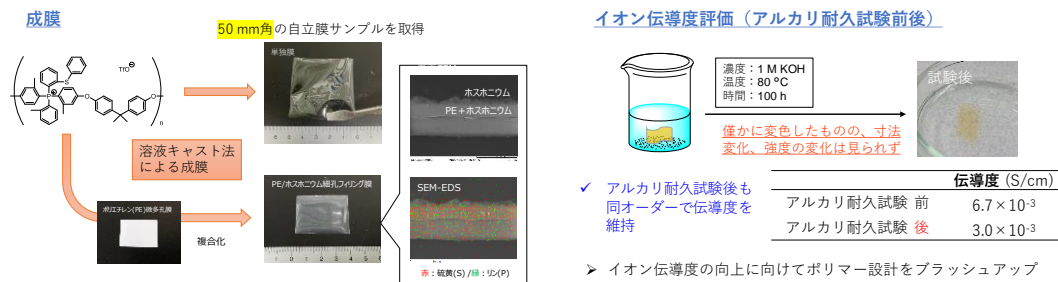 成膜
50 mm角の自立膜サンプルを取得
単独膜
TfO⊖
S
P⊕
O
O
n
溶液キャスト法
による成膜
ポリエチレン(PE)微多孔膜
複合化
PE/ホスホニウム細孔フィリング膜
ホスホニウム
PE+ホスホニウム
SEM-EDS
赤:硫黄(S) /緑:リン(P)
イオン伝導度評価(アルカリ耐久試験前後)
濃度:1 M KOH
温度:80 ºC
時間:100 h
試験後
僅かに変色したものの、寸法
変化、強度の変化は見られず
✓ アルカリ耐久試験後も
同オーダーで伝導度を
維持
伝導度 (S/cm)
アルカリ耐久試験 前 6.7×10⁻³
アルカリ耐久試験 後 3.0×10⁻³
➢ イオン伝導度の向上に向けてポリマー設計をブラッシュアップ